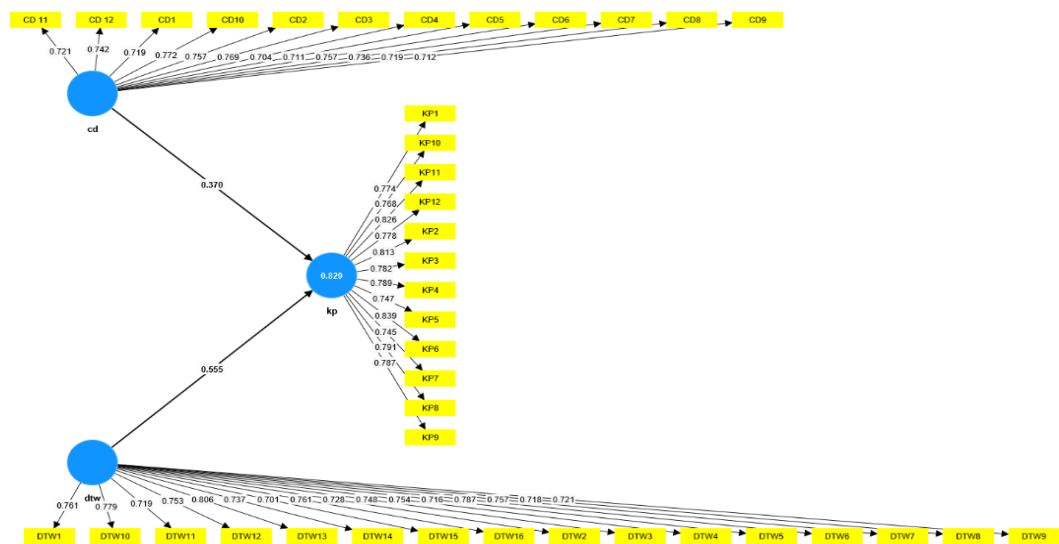 CD 11 CD 12 CD1 CD10 CD2 CD3 CD4 CD5 CD6 CD7 CD8 CD9
0.721 0.742 0.719 0.772 0.757 0.769 0.704 0.711 0.757 0.736 0.719 0.712
cd
KP1
KP10
KP11
KP12
KP2
KP3
KP4
KP5
KP6
KP7
KP8
KP9
0.774
0.768
0.826
0.778
0.813
0.782
0.789
0.747
0.839
0.745
0.791
0.787
0.370
0.829
kp
0.555
dtw
0.761 0.779 0.719 0.753 0.806 0.737 0.701 0.761 0.728 0.748 0.754 0.716 0.787 0.757 0.718 0.721
DTW1 DTW10 DTW11 DTW12 DTW13 DTW14 DTW15 DTW16 DTW2 DTW3 DTW4 DTW5 DTW6 DTW7 DTW8 DTW9